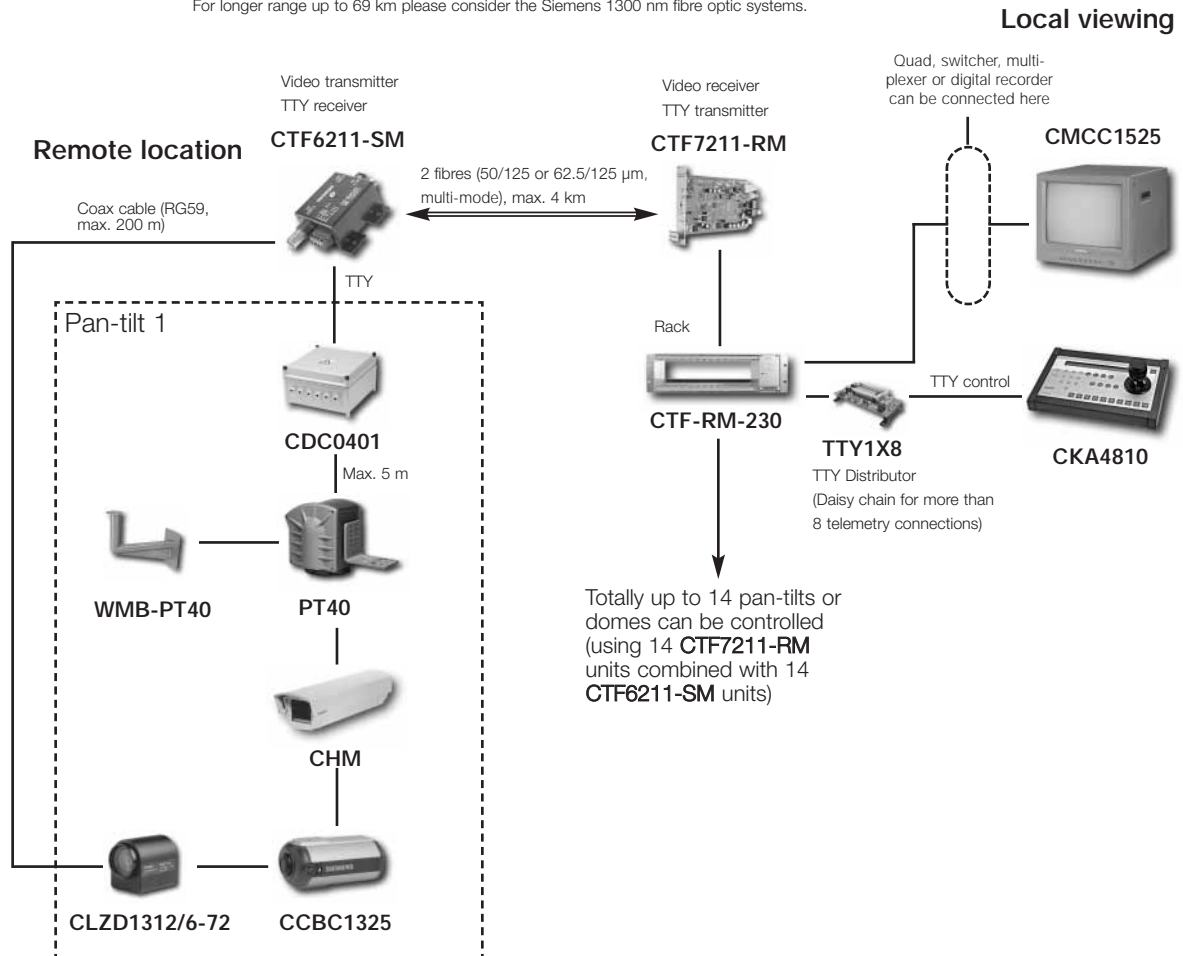 For longer range up to 69 km please consider the Siemens 1300 nm fibre optic systems.
Local viewing
Quad, switcher, multi-
plexer or digital recorder
can be connected here
Video transmitter
TTY receiver
CTF6211-SM
Video receiver
TTY transmitter
CTF7211-RM
CMCC1525
Remote location
2 fibres (50/125 or 62.5/125 µm,
multi-mode), max. 4 km
Coax cable (RG59,
max. 200 m)
TTY
Pan-tilt 1
Rack
CTF-RM-230
TTY control
CDC0401
TTY1X8
TTY Distributor
(Daisy chain for more than
8 telemetry connections)
CKA4810
Max. 5 m
WMB-PT40
PT40
Totally up to 14 pan-tilts or
domes can be controlled
(using 14 CTF7211-RM
units combined with 14
CTF6211-SM units)
CHM
SIEMENS
CLZD1312/6-72
CCBC1325